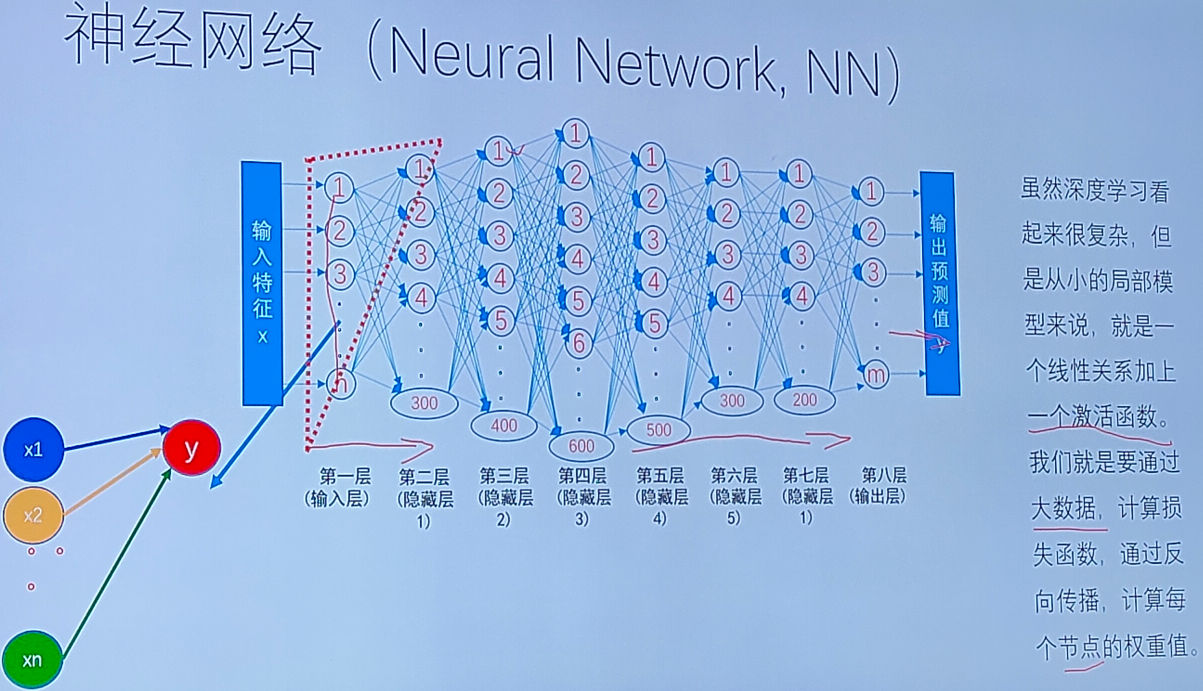 神经网络（Neural Network, NN）
输入特征x
1
2
3
n
1
2
3
4
300
1
2
3
4
5
400
1
2
3
4
5
6
600
1
2
3
4
5
500
1
2
3
4
300
1
2
3
4
200
1
2
3
m
输出预测值y
第一层
（输入层）
第二层
（隐藏层
1）
第三层
（隐藏层
2）
第四层
（隐藏层
3）
第五层
（隐藏层
4）
第六层
（隐藏层
5）
第七层
（隐藏层
1）
第八层
（输出层）
x1
x2
xn
y
虽然深度学习看
起来很复杂，但
是从小的局部模
型来说，就是一
个线性关系加上
一个激活函数。
我们就是要通过
大数据，计算损
失函数，通过反
向传播，计算每
个节点的权重值。